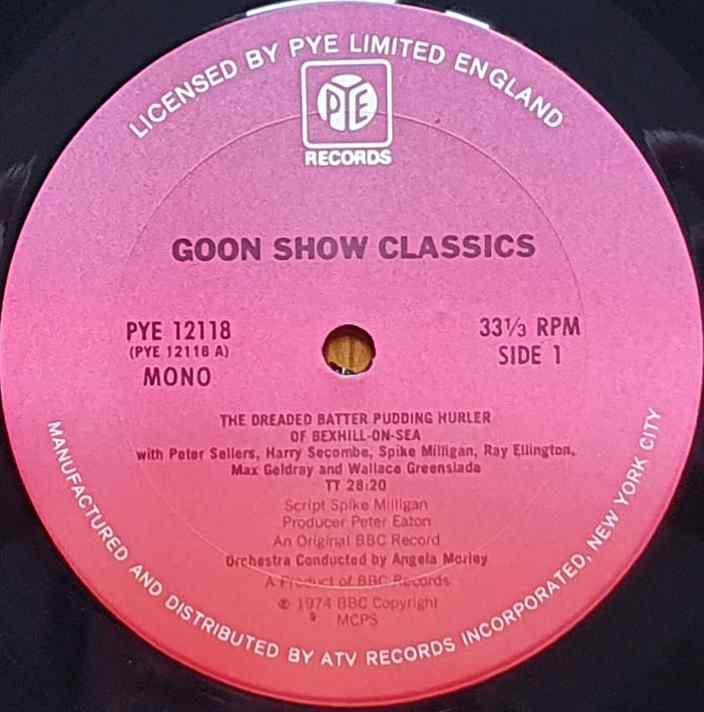 LICENSED BY PYE LIMITED ENGLAND
PYE
RECORDS
GOON SHOW CLASSICS
PYE 12118
(PYE 12118 A)
MONO
33⅓ RPM
SIDE 1
THE DREADED BATTER PUDDING HURLER
OF BEXHILL-ON-SEA
with Peter Sellers, Harry Secombe, Spike Milligan, Ray Ellington,
Max Geldray and Wallace Greenslade
TT 28:20
Script Spike Milligan
Producer Peter Eaton
An Original BBC Record
Orchestra Conducted by Angela Morley
A Product of BBC Records
℗ 1974 BBC Copyright
MCPS
MANUFACTURED AND DISTRIBUTED BY ATV RECORDS INCORPORATED, NEW YORK CITY